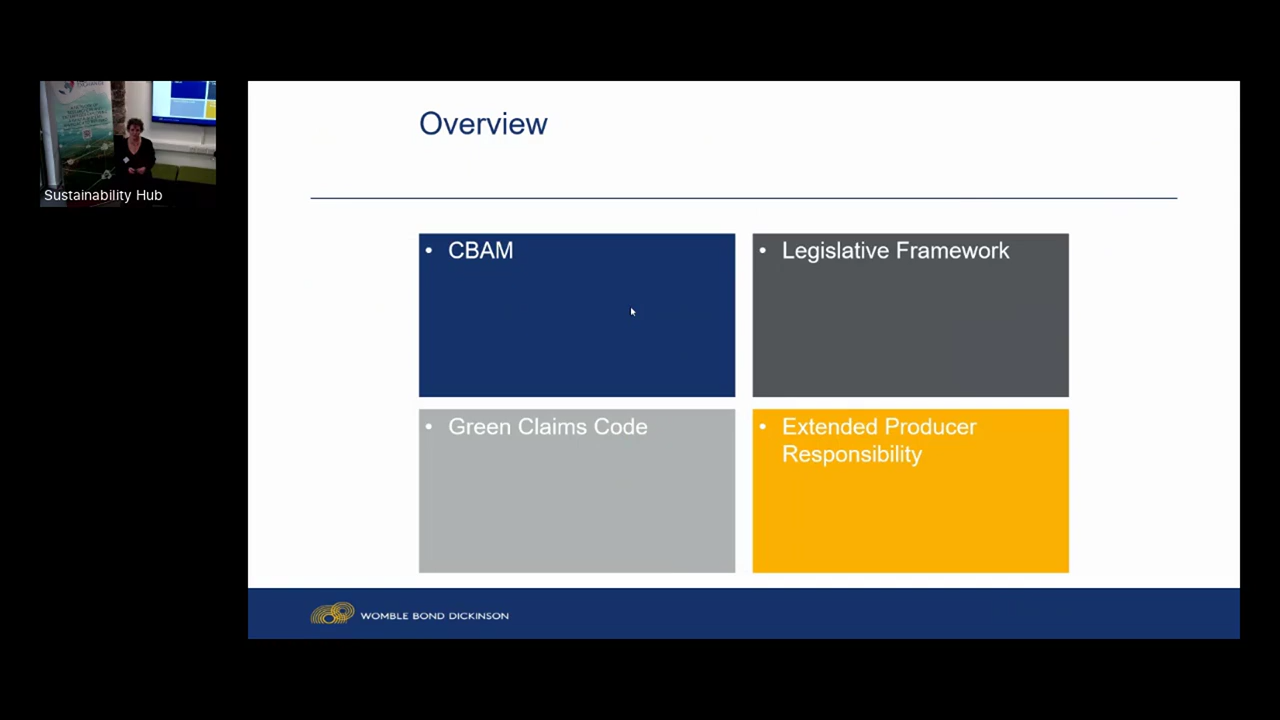 Overview
• CBAM
• Legislative Framework
• Green Claims Code
• Extended Producer
Responsibility
WOMBLE BOND DICKINSON
Sustainability Hub